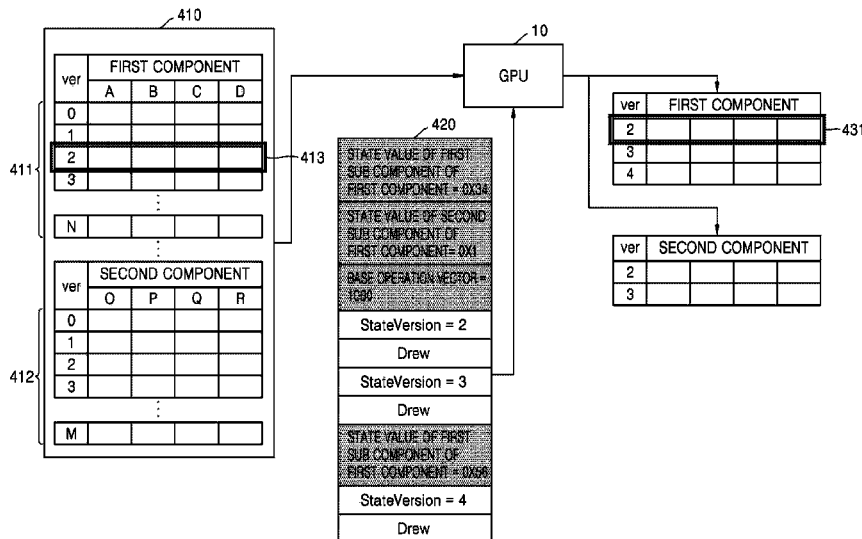 410
ver FIRST COMPONENT
A B C D
0
1
2
3
N
411
413
ver SECOND COMPONENT
O P Q R
0
1
2
3
M
412
420
STATE VALUE OF FIRST
SUB COMPONENT OF
FIRST COMPONENT = 0X34
STATE VALUE OF SECOND
SUB COMPONENT OF
FIRST COMPONENT= 0X1
BASE OPERATION VECTOR =
1000
StateVersion = 2
Drew
StateVersion = 3
Drew
STATE VALUE OF FIRST
SUB COMPONENT OF
FIRST COMPONENT = 0X56
StateVersion = 4
Drew
10
GPU
ver FIRST COMPONENT
2
3
4
431
ver SECOND COMPONENT
2
3